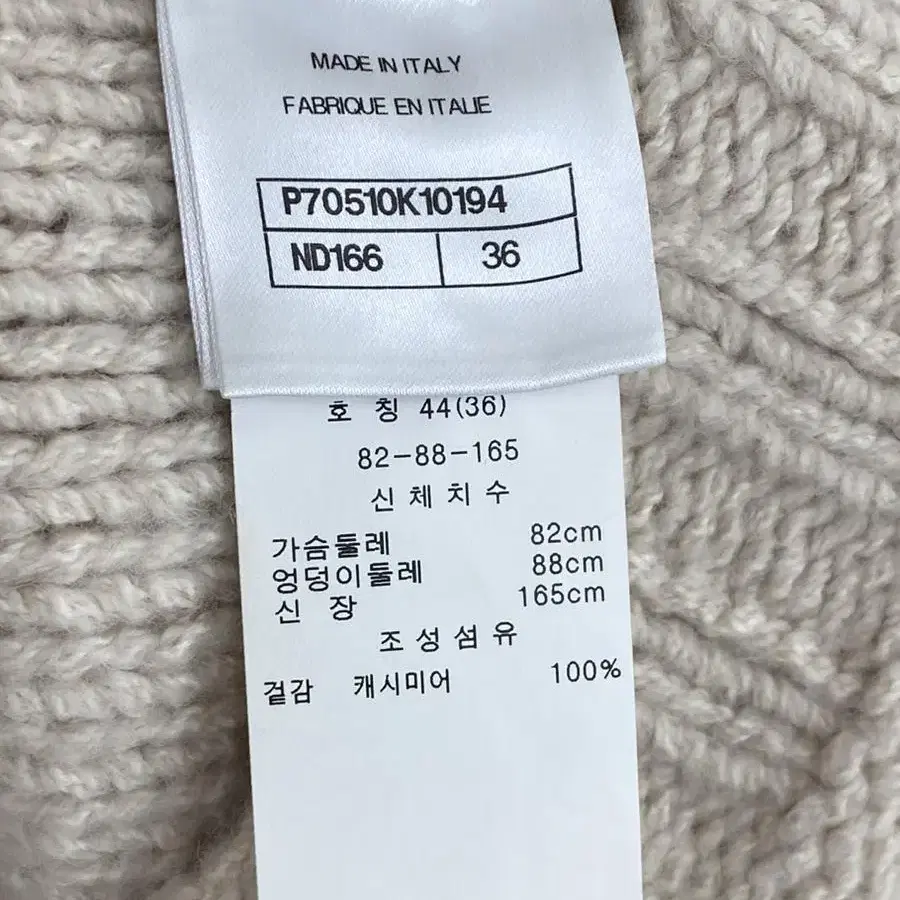 MADE IN ITALY
FABRIQUE EN ITALIE
P70510K10194
ND166 36
호 칭 44(36)
82-88-165
신 체 치 수
가슴둘레 82cm
엉덩이둘레 88cm
신 장 165cm
조 성 섬 유
겉감 캐시미어 100%